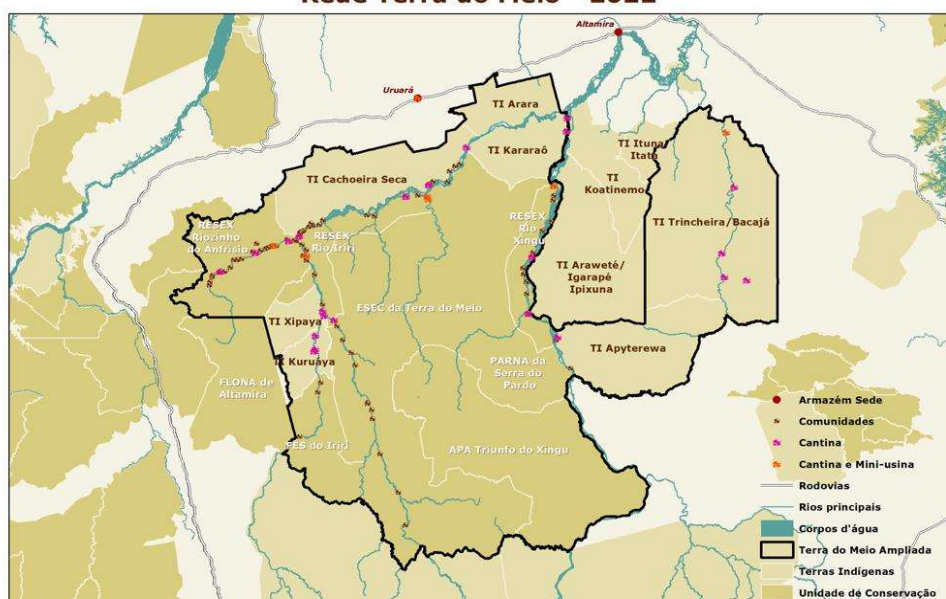 Rede Terra do Meio - 2022
Altamira
Uruará
TI Arara
TI Kararaô
TI Ituna
Itatá
TI Cachoeira Seca
TI
Koatinemo
RESEX
Riozinho
do Anfrísio
RESEX
Rio Iriri
RESEX
Rio
Xingu
TI Trincheira/Bacajá
TI Araweté/
Igarapé
Ipixuna
ESEC da Terra do Meio
TI Xipaya
TI Apyterewa
TI Kuruáya
PARNA da
Serra do
Pardo
FLONA de
Altamira
FES do Iriri
APA Triunfo do Xingu
Armazém Sede
Comunidades
Cantina
Cantina e Mini-usina
Rodovias
Rios principais
Corpos d'água
Terra do Meio Ampliada
Terras Indígenas
Unidade de Conservação